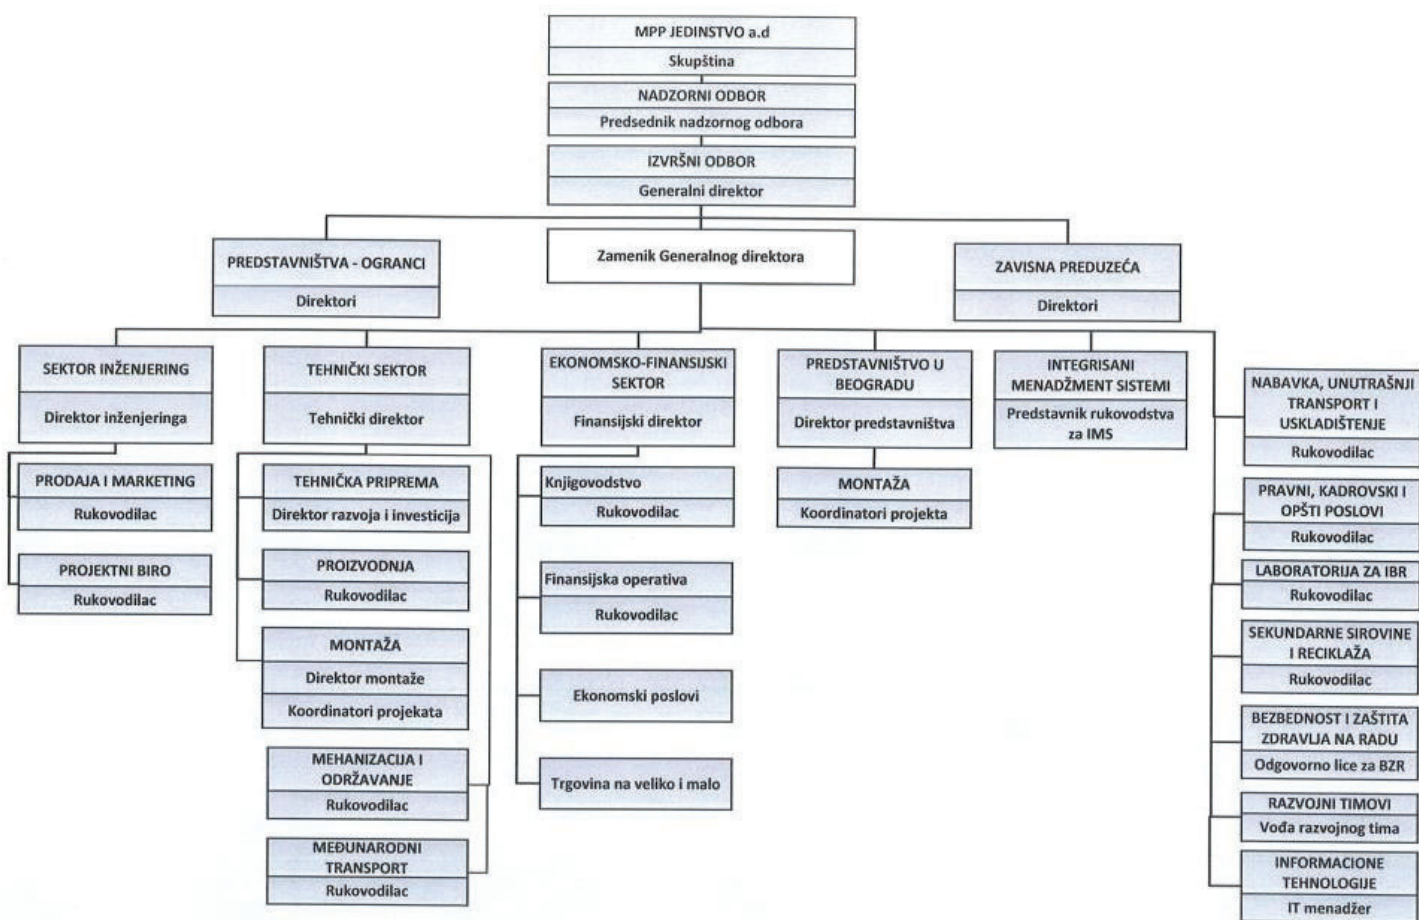 MPP JEDINSTVO a.d
Skupština
NADZORNI ODBOR
Predsednik nadzornog odbora
IZVRŠNI ODBOR
Generalni direktor
PREDSTAVNIŠTVA - OGRANCI
Direktori
Zamenik Generalnog direktora
ZAVISNA PREDUZEĆA
Direktori
SEKTOR INŽENJERING
Direktor inženjeringa
PRODAJA I MARKETING
Rukovodilac
PROJEKTNI BIRO
Rukovodilac
TEHNIČKI SEKTOR
Tehnički direktor
TEHNIČKA PRIPREMA
Direktor razvoja i investicija
PROIZVODNJA
Rukovodilac
MONTAŽA
Direktor montaže
Koordinatori projekata
MEHANIZACIJA I
ODRŽAVANJE
Rukovodilac
MEĐUNARODNI
TRANSPORT
Rukovodilac
EKONOMSKO-FINANSIJSKI
SEKTOR
Finansijski direktor
Knjigovodstvo
Rukovodilac
Finansijska operativa
Rukovodilac
Ekonomski poslovi
Trgovina na veliko i malo
PREDSTAVNIŠTVO U
BEOGRADU
Direktor predstavništva
MONTAŽA
Koordinatori projekta
INTEGRISANI
MENADŽMENT SISTEMI
Predstavnik rukovodstva
za IMS
NABAVKA, UNUTRAŠNJI
TRANSPORT I
USKLADIŠTENJE
Rukovodilac
PRAVNI, KADROVSKI I
OPŠTI POSLOVI
Rukovodilac
LABORATORIJA ZA IBR
Rukovodilac
SEKUNDARNE SIROVINE
I RECIKLAŽA
Rukovodilac
BEZBEDNOST I ZAŠTITA
ZDRAVLJA NA RADU
Odgovorno lice za BZR
RAZVOJNI TIMOVI
Vođa razvojnog tima
INFORMACIONE
TEHNOLOGIJE
IT menadžer